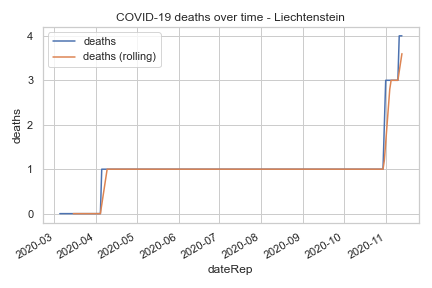 COVID-19 deaths over time - Liechtenstein
deaths
deaths (rolling)
deaths
4
3
2
1
0
2020-03
2020-04
2020-05
2020-06
2020-07
2020-08
2020-09
2020-10
2020-11
dateRep